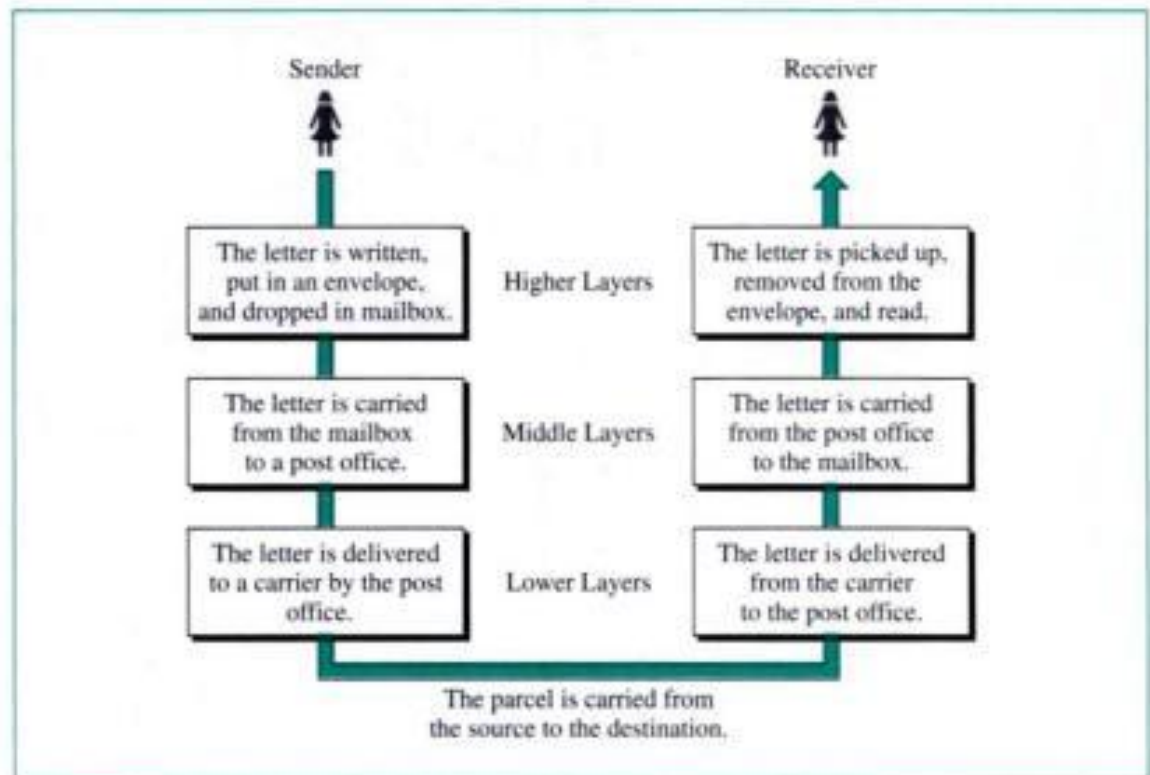 Sender
Receiver
The letter is written,
put in an envelope,
and dropped in mailbox.
Higher Layers
The letter is picked up,
removed from the
envelope, and read.
The letter is carried
from the mailbox
to a post office.
Middle Layers
The letter is carried
from the post office
to the mailbox.
The letter is delivered
to a carrier by the post
office.
Lower Layers
The letter is delivered
from the carrier
to the post office.
The parcel is carried from
the source to the destination.